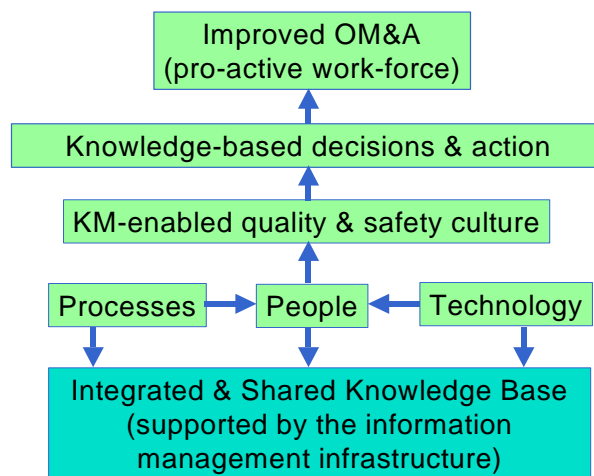 Improved OM&A
(pro-active work-force)
Knowledge-based decisions & action
KM-enabled quality & safety culture
Processes
People
Technology
Integrated & Shared Knowledge Base
(supported by the information
management infrastructure)